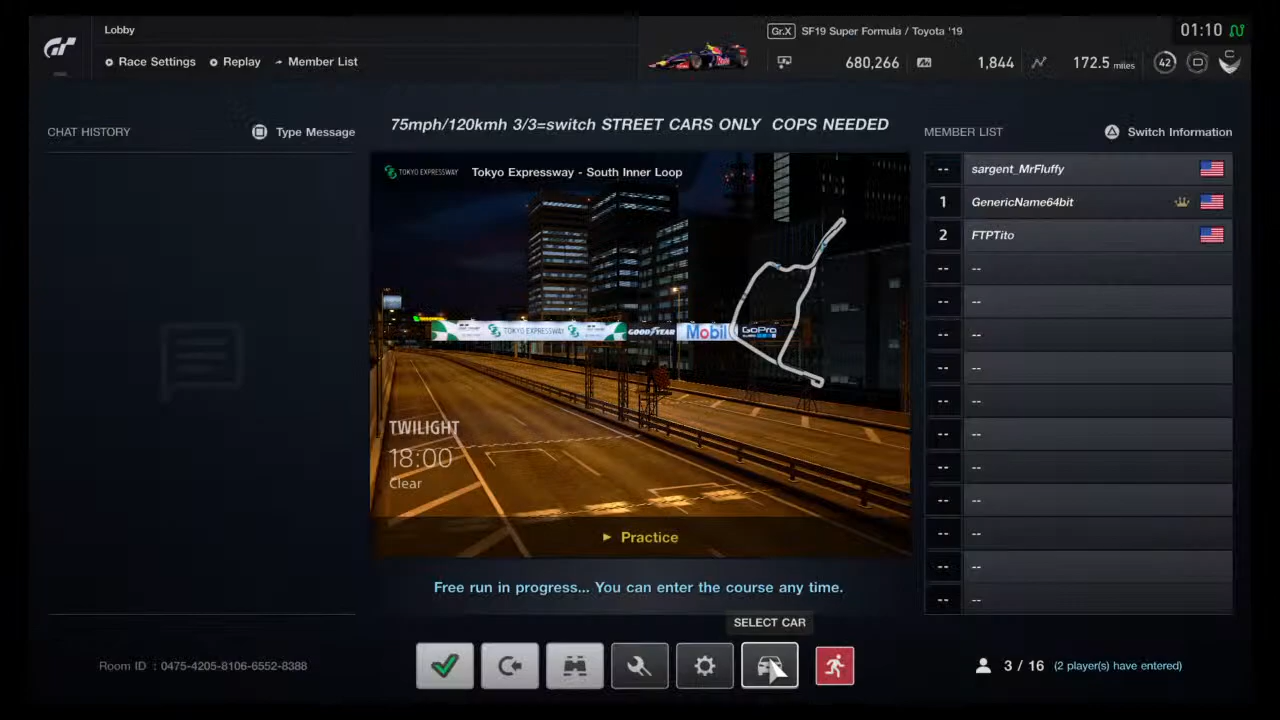 Lobby
Gr.X SF19 Super Formula / Toyota '19
01:10
Race Settings Replay Member List
680,266 1,844 172.5 miles 42 D C
75mph/120kmh 3/3=switch STREET CARS ONLY COPS NEEDED
CHAT HISTORY Type Message
MEMBER LIST Switch Information
TOKYO EXPRESSWAY Tokyo Expressway - South Inner Loop
-- sargent_MrFluffy
1 GenericName64bit
2 FTPTito
-- --
-- --
-- --
-- --
-- --
-- --
-- --
-- --
-- --
-- --
-- --
TOKYO EXPRESSWAY GOODYEAR Mobil GoPro
TWILIGHT
18:00
Clear
Practice
Free run in progress... You can enter the course any time.
SELECT CAR
Room ID : 0475-4205-8106-6552-8388
3 / 16 (2 player(s) have entered)